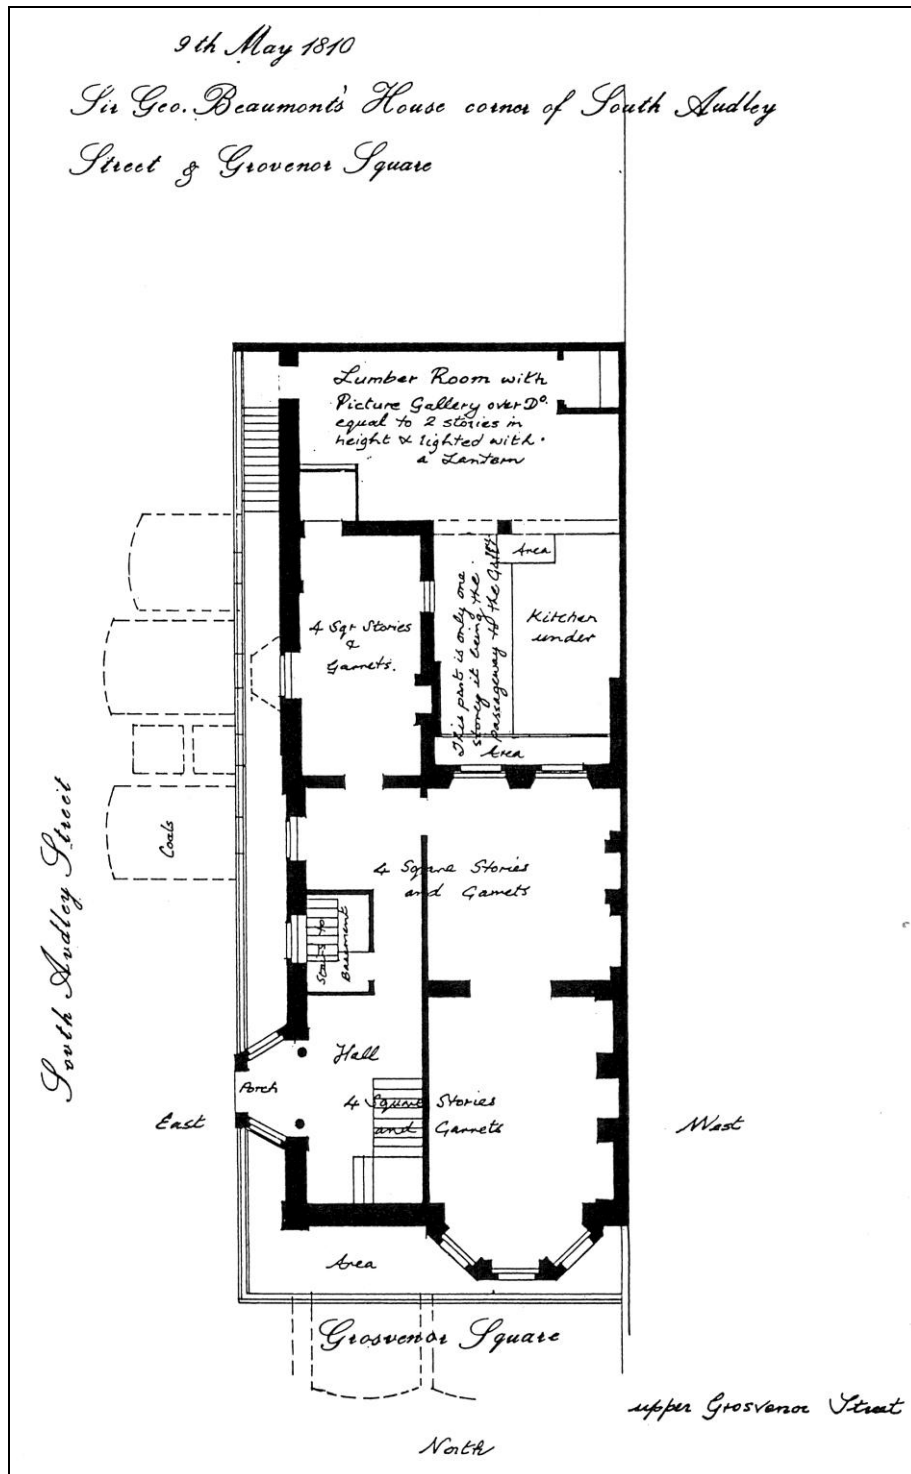 9th May 1810
Sir Geo. Beaumont's House corner of South Audley
Street & Grovenor Square
Lumber Room with
Picture Gallery over Do.
equal to 2 stories in
height & lighted with
a Lantern
Area
This part is only one
storey it being the
passageway to the Gallry
Kitchen
under
4 Sqr Stories
&
Garrets.
Area
South Audley Street
Coals
4 Square Stories
and Garrets
Stairs to
Basement
Hall
Porch
4 Square Stories
and Garrets
East
West
Area
Grosvenor Square
upper Grosvenor Street
North